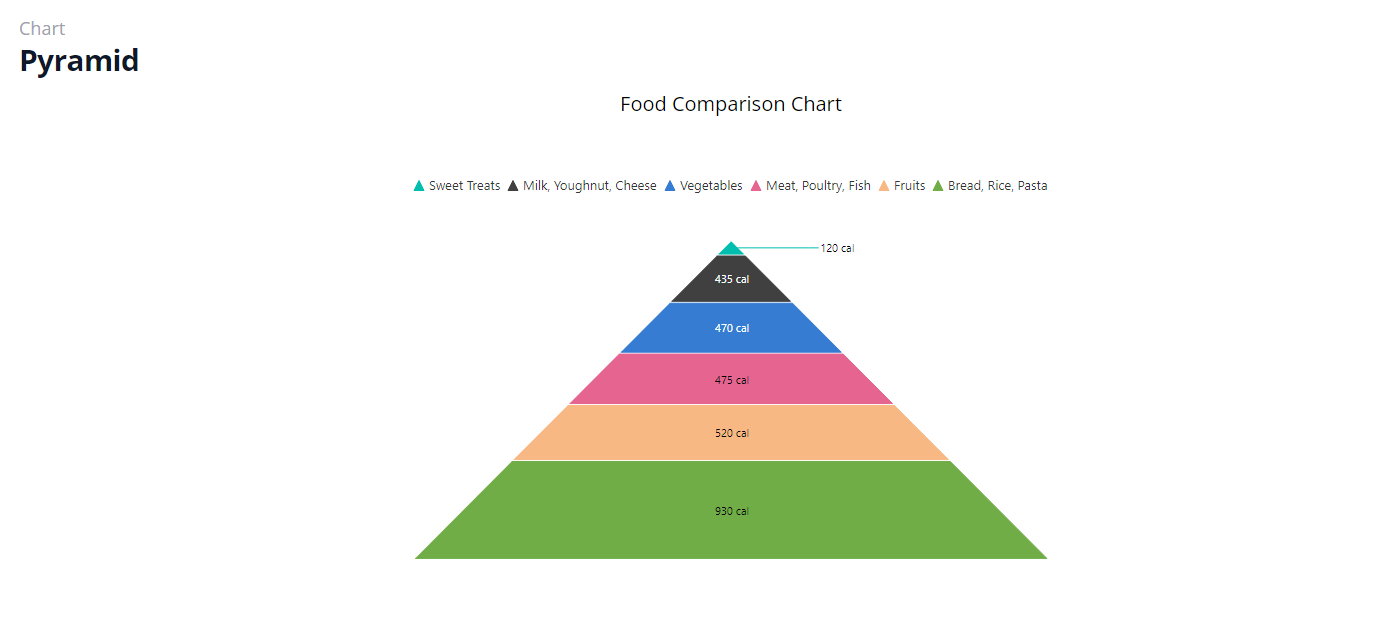 Chart
Pyramid
Food Comparison Chart
Sweet Treats Milk, Youghnut, Cheese Vegetables Meat, Poultry, Fish Fruits Bread, Rice, Pasta
120 cal
435 cal
470 cal
475 cal
520 cal
930 cal